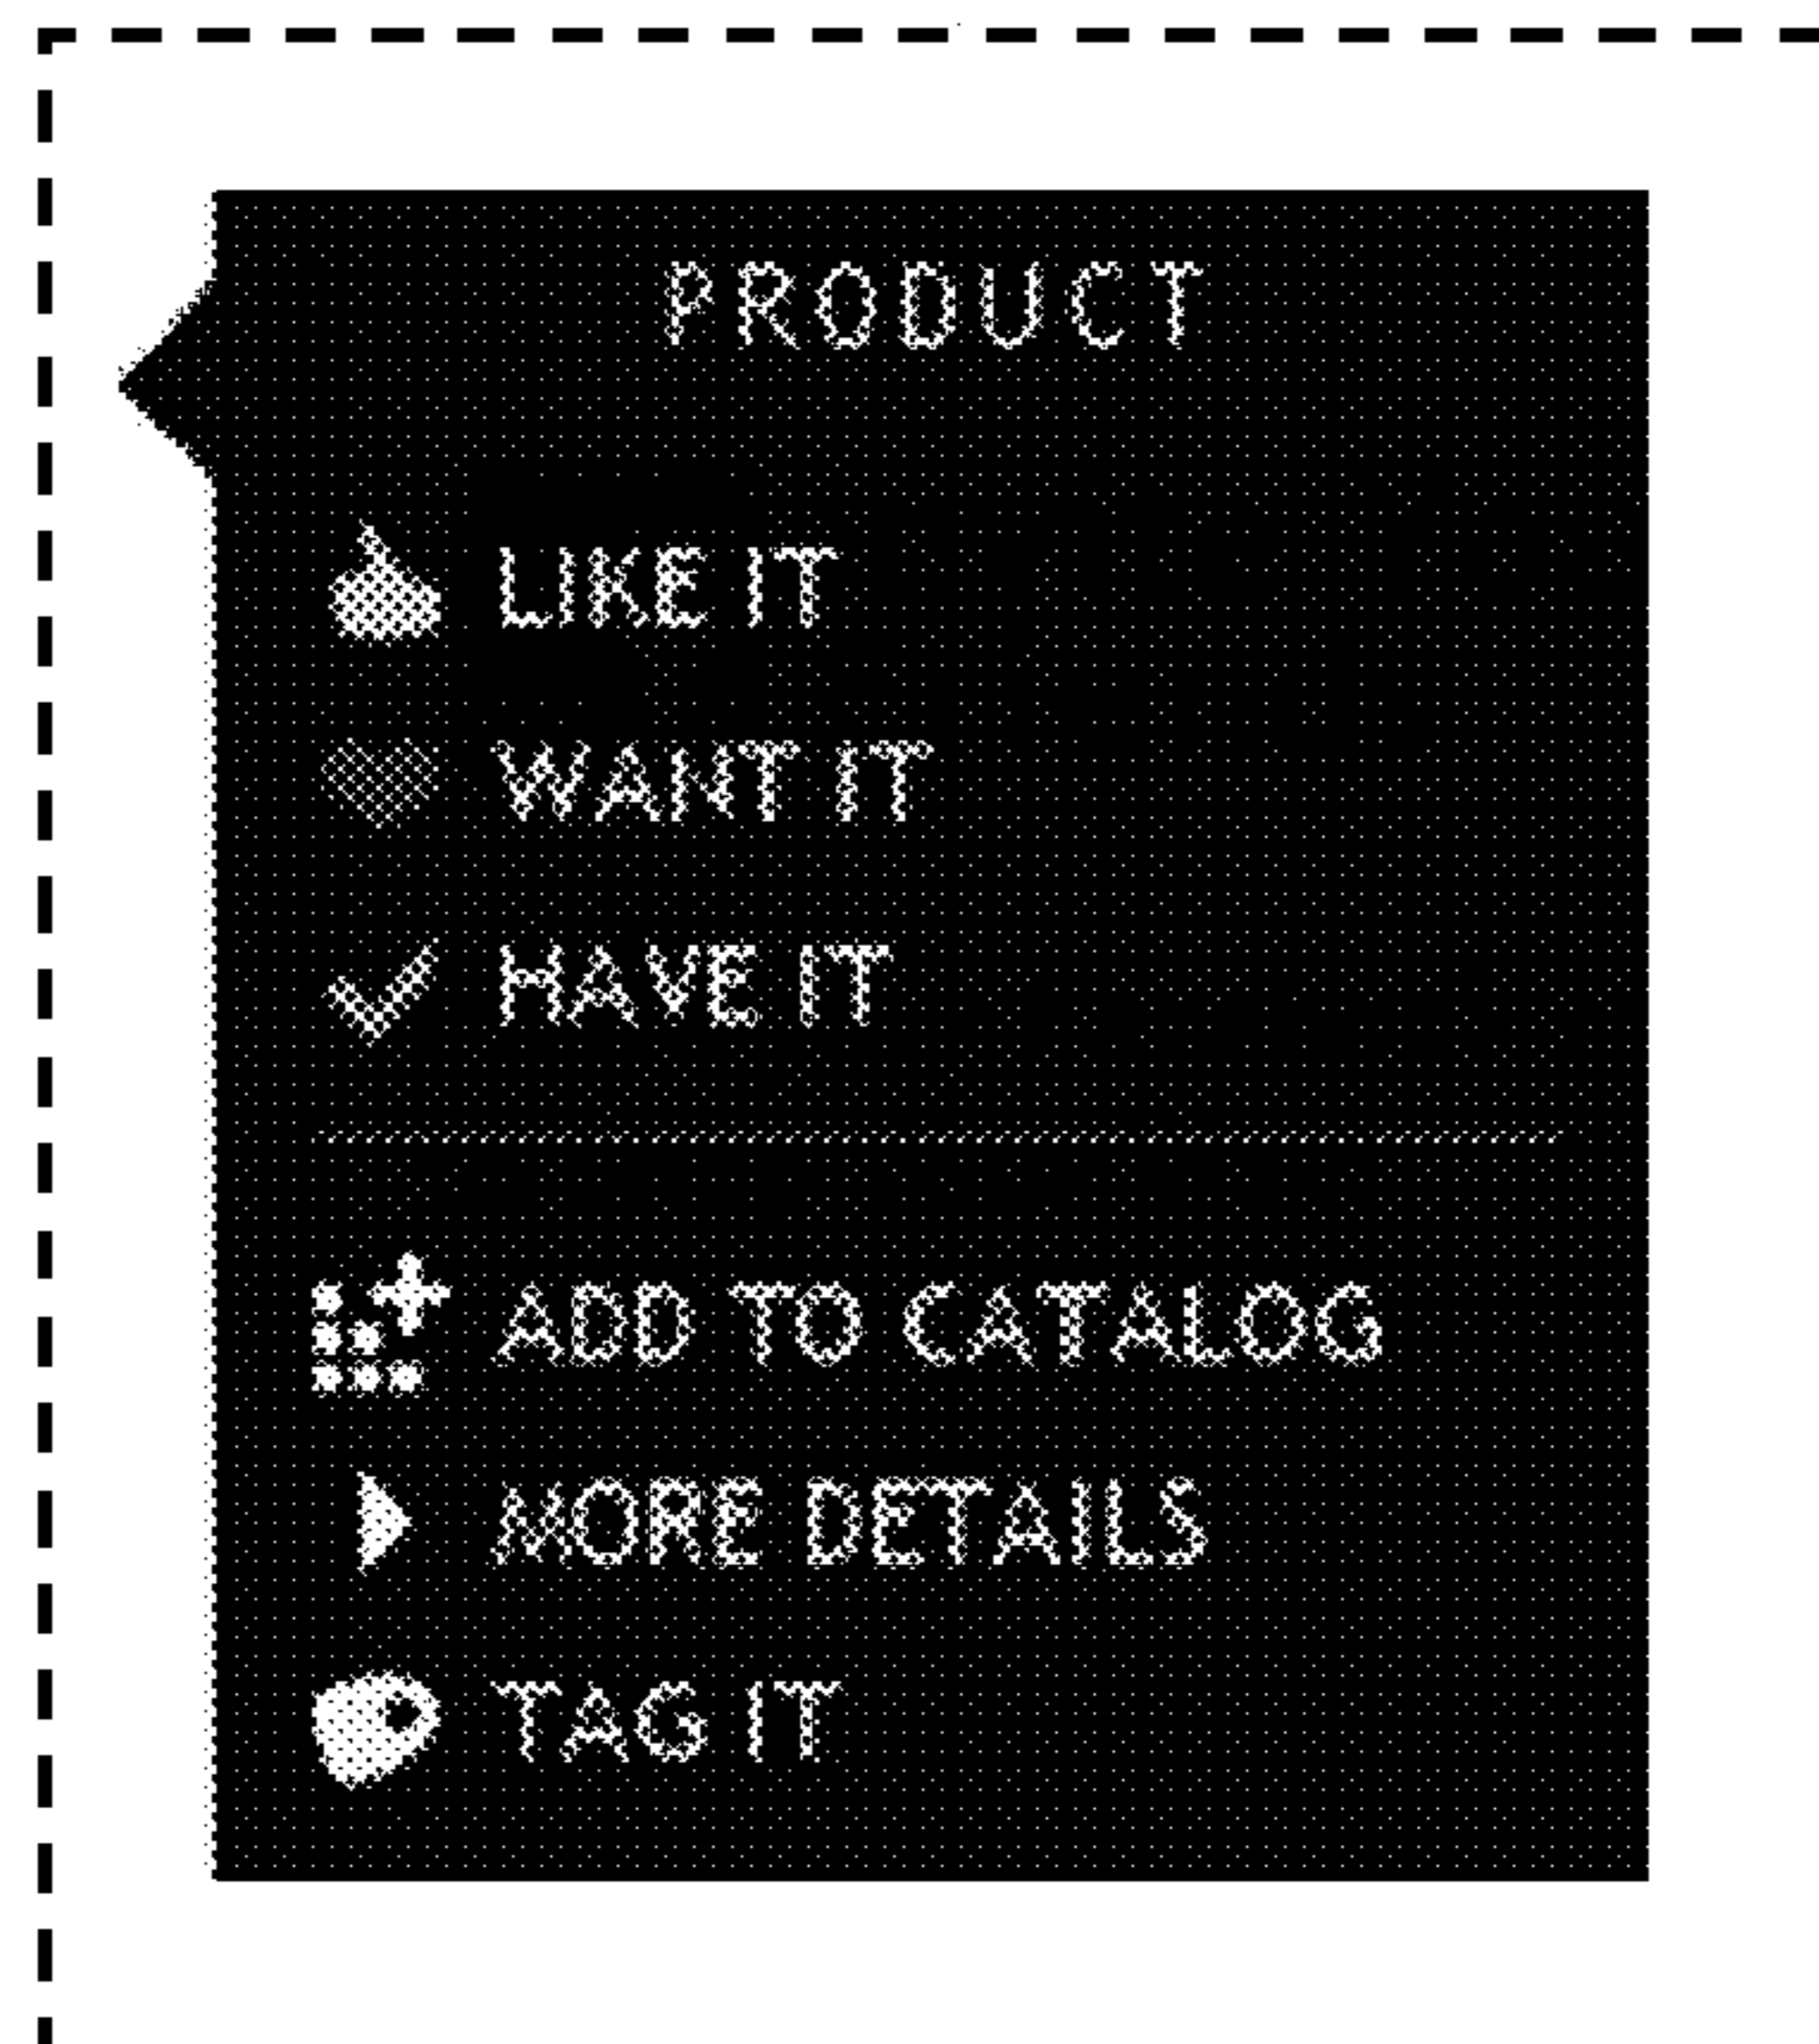 PRODUCT
LIKE IT
WANT IT
HAVE IT
ADD TO CATALOG
MORE DETAILS
TAG IT